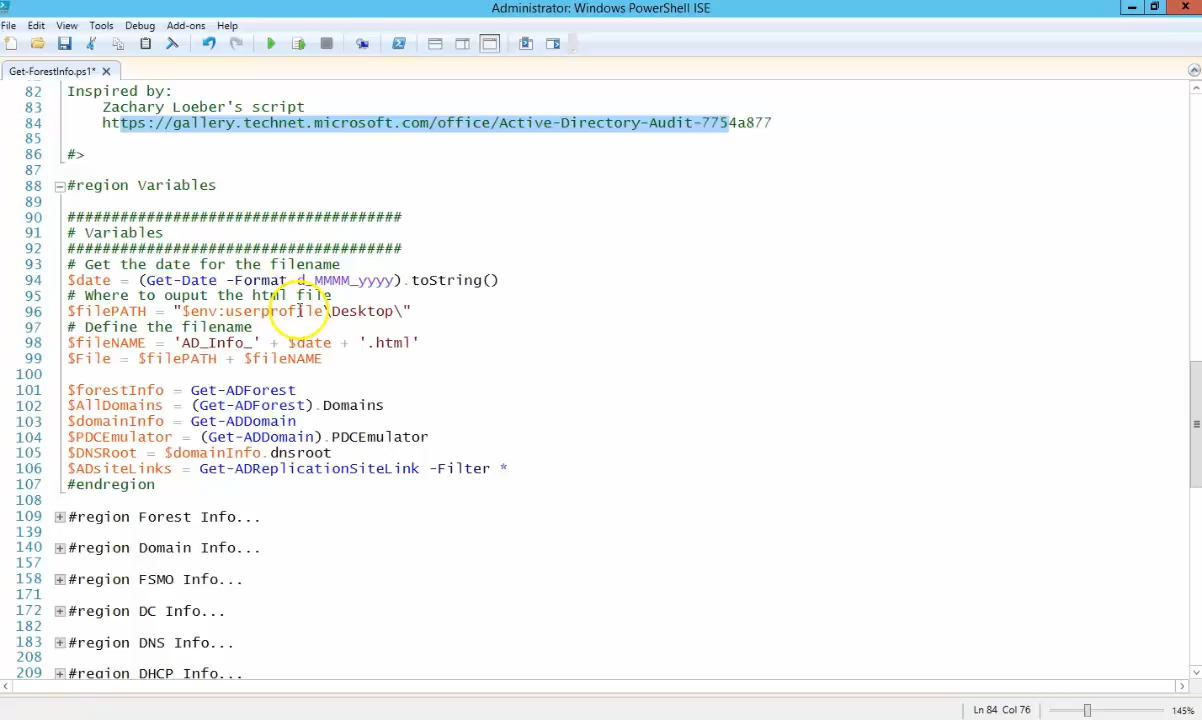 Administrator: Windows PowerShell ISE
File Edit View Tools Debug Add-ons Help
Get-ForestInfo.ps1* X
82 Inspired by:
83 Zachary Loeber's script
84 https://gallery.technet.microsoft.com/office/Active-Directory-Audit-7754a877
85
86 #>
87
88 #region Variables
89
90 ######################################
91 # Variables
92 ######################################
93 # Get the date for the filename
94 $date = (Get-Date -Format d_MMMM_yyyy).toString()
95 # Where to ouput the html file
96 $filePATH = "$env:userprofile\Desktop\"
97 # Define the filename
98 $fileNAME = 'AD_Info_' + $date + '.html'
99 $File = $filePATH + $fileNAME
100
101 $forestInfo = Get-ADForest
102 $AllDomains = (Get-ADForest).Domains
103 $domainInfo = Get-ADDomain
104 $PDCEmulator = (Get-ADDomain).PDCEmulator
105 $DNSRoot = $domainInfo.dnsroot
106 $ADsiteLinks = Get-ADReplicationSiteLink -Filter *
107 #endregion
108
109 #region Forest Info...
139
140 #region Domain Info...
157
158 #region FSMO Info...
171
172 #region DC Info...
182
183 #region DNS Info...
208
209 #region DHCP Info...
Ln 84 Col 76 145%